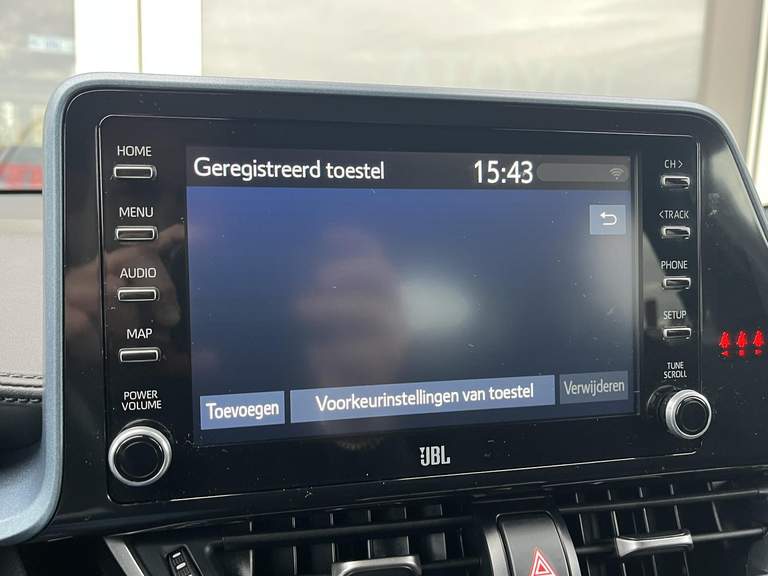 HOME
MENU
AUDIO
MAP
POWER
VOLUME
Geregistreerd toestel 15:43
Toevoegen
Voorkeurinstellingen van toestel
Verwijderen
CH >
< TRACK
PHONE
SETUP
TUNE
SCROLL
JBL